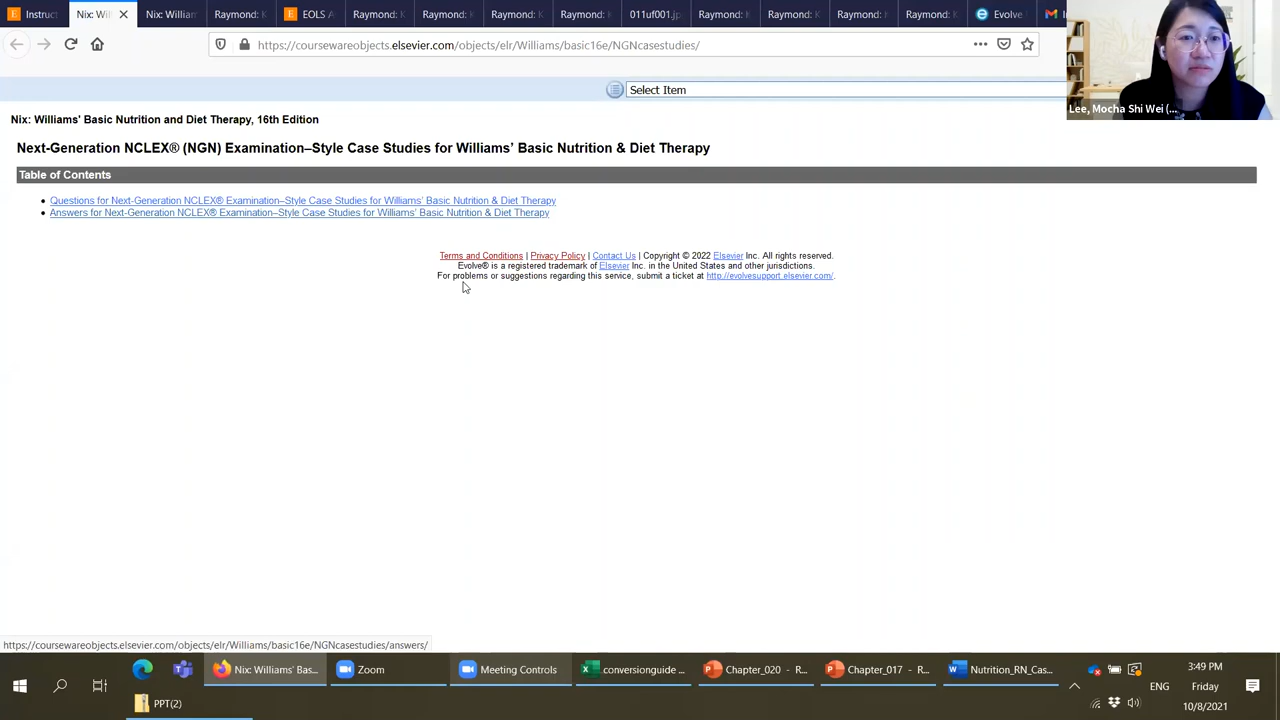 Instruct
Nix: Wil
Nix: William
Raymond: K
EOLS A
Raymond: K
Raymond: K
Raymond: K
Raymond: K
011uf001.jp
Raymond: K
Raymond: K
Raymond: K
Raymond: K
Evolve
https://coursewareobjects.elsevier.com/objects/elr/Williams/basic16e/NGNcasestudies/
Lee, Mocha Shi Wei (...
Select Item
Nix: Williams' Basic Nutrition and Diet Therapy, 16th Edition
Next-Generation NCLEX® (NGN) Examination–Style Case Studies for Williams’ Basic Nutrition & Diet Therapy
Table of Contents
Questions for Next-Generation NCLEX® Examination–Style Case Studies for Williams’ Basic Nutrition & Diet Therapy
Answers for Next-Generation NCLEX® Examination–Style Case Studies for Williams’ Basic Nutrition & Diet Therapy
Terms and Conditions | Privacy Policy | Contact Us | Copyright © 2022 Elsevier Inc. All rights reserved.
Evolve® is a registered trademark of Elsevier Inc. in the United States and other jurisdictions.
For problems or suggestions regarding this service, submit a ticket at http://evolvesupport.elsevier.com/.
https://coursewareobjects.elsevier.com/objects/elr/Williams/basic16e/NGNcasestudies/answers/
Nix: Williams' Bas...
Zoom
Meeting Controls
conversionguide ...
Chapter_020 - R...
Chapter_017 - R...
Nutrition_RN_Cas...
ENG
3:49 PM
Friday
10/8/2021
PPT(2)